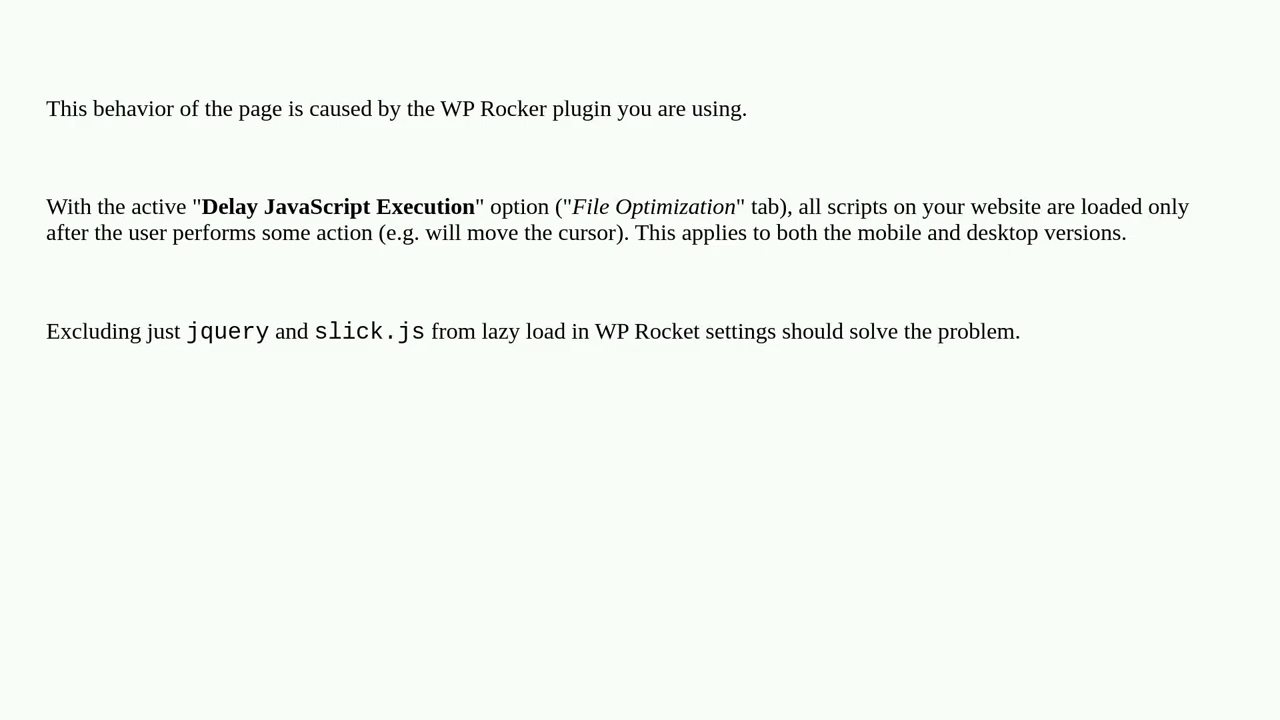 This behavior of the page is caused by the WP Rocker plugin you are using.
With the active "Delay JavaScript Execution" option ("File Optimization" tab), all scripts on your website are loaded only
after the user performs some action (e.g. will move the cursor). This applies to both the mobile and desktop versions.
Excluding just jquery and slick.js from lazy load in WP Rocket settings should solve the problem.